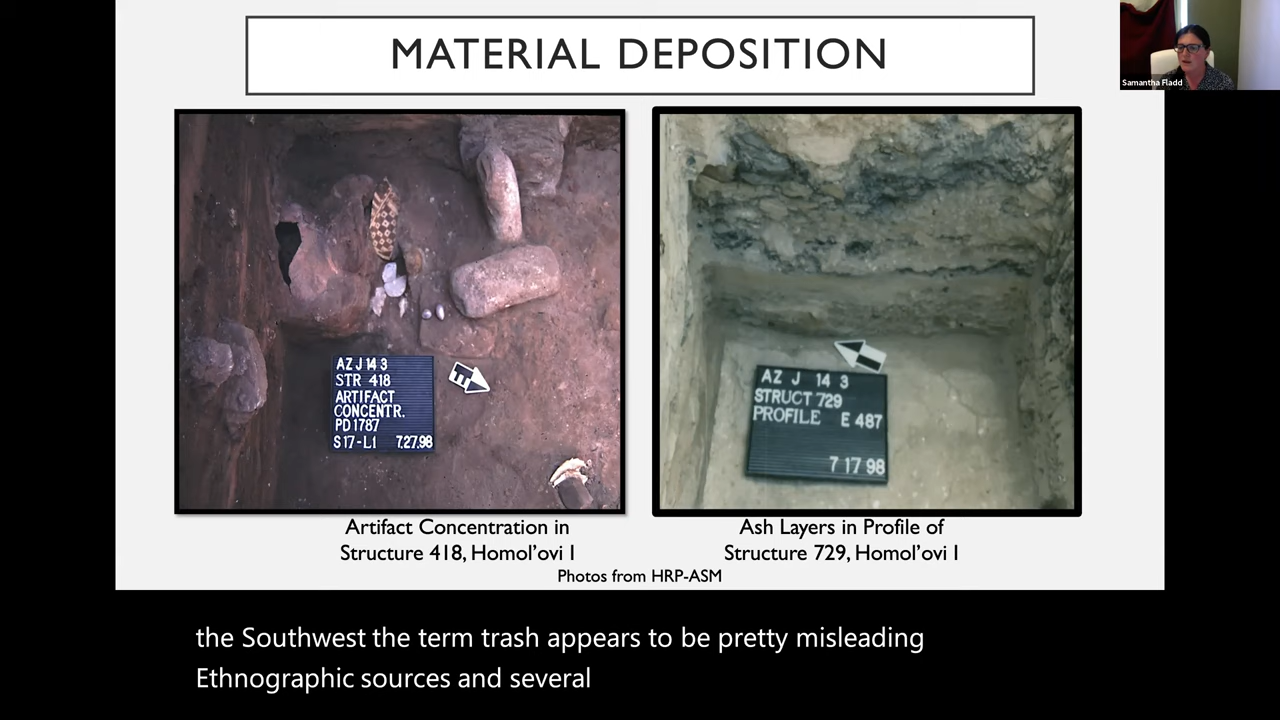 MATERIAL DEPOSITION
Samantha Fladd
AZ J 14 3
STR 418
ARTIFACT
CONCENTR.
PD 1787
S17-L1 7.27.98
E
AZ J 14 3
STRUCT 729
PROFILE E 487
7 17 98
Artifact Concentration in
Structure 418, Homol'ovi I
Ash Layers in Profile of
Structure 729, Homol'ovi I
Photos from HRP-ASM
the Southwest the term trash appears to be pretty misleading
Ethnographic sources and several